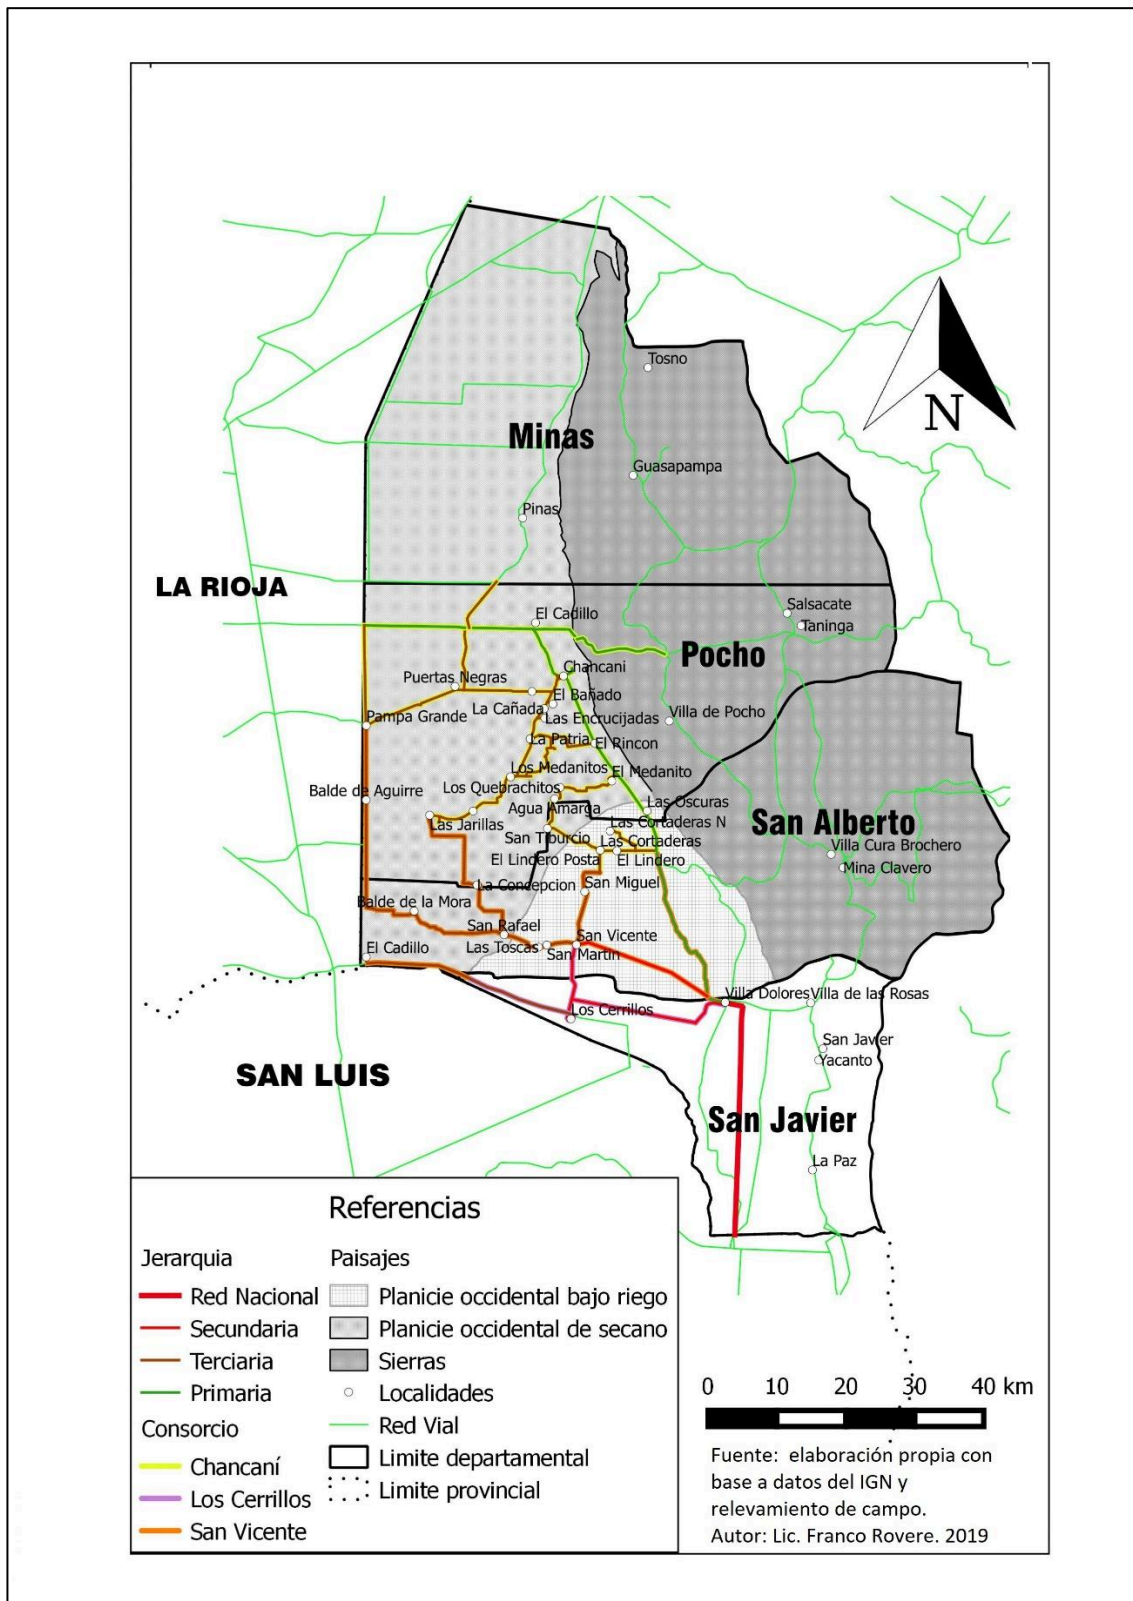 Tosno
Minas
N
Guasapampa
Pinas
LA RIOJA
Salsacate
El Cadillo
Taninga
Pocho
Chancani
Puertas Negras
El Bañado
La Cañada
Las Encrucijadas
Villa de Pocho
Pampa Grande
La Patria
El Rincon
Los Medanitos
El Medanito
Los Quebrachitos
Balde de Aguirre
Agua Amarga
Las Oscuras
Las Jarillas
Las Cortaderas N
San Alberto
San Tiburcio
Las Cortaderas
Villa Cura Brochero
El Lindero Posta
El Lindero
Mina Clavero
La Concepcion
San Miguel
Balde de la Mora
San Rafael
San Vicente
El Cadillo
Las Toscas
San Martin
Villa Dolores
Villa de las Rosas
Los Cerrillos
San Javier
Yacanto
SAN LUIS
San Javier
La Paz
Referencias
Jerarquia
Red Nacional
Secundaria
Terciaria
Primaria
Consorcio
Chancaní
Los Cerrillos
San Vicente
Paisajes
Planicie occidental bajo riego
Planicie occidental de secano
Sierras
Localidades
Red Vial
Limite departamental
Limite provincial
0 10 20 30 40 km
Fuente: elaboración propia con
base a datos del IGN y
relevamiento de campo.
Autor: Lic. Franco Rovere. 2019